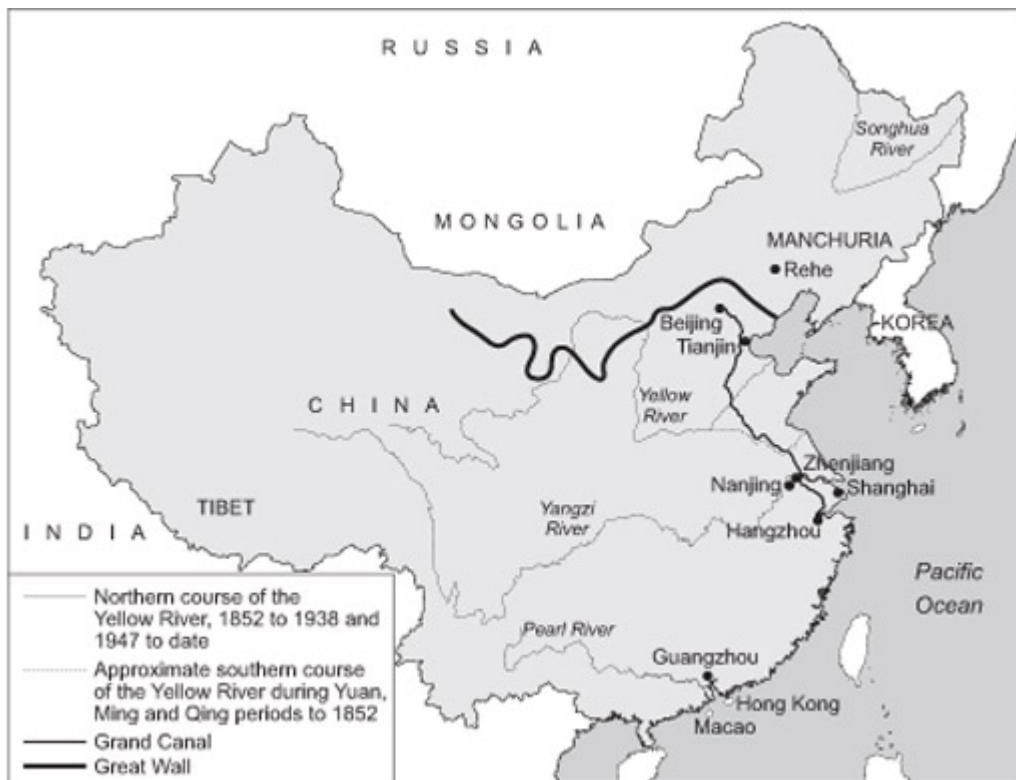 RUSSIA
Songhua
River
MONGOLIA
MANCHURIA
Rehe
Beijing
KOREA
Tianjin
CHINA
Yellow
River
Zhenjiang
Nanjing
Shanghai
TIBET
Yangzi
River
INDIA
Hangzhou
Pacific
Ocean
Northern course of the
Yellow River, 1852 to 1938 and
1947 to date
Pearl River
Guangzhou
Approximate southern course
of the Yellow River during Yuan,
Ming and Qing periods to 1852
Hong Kong
Macao
Grand Canal
Great Wall